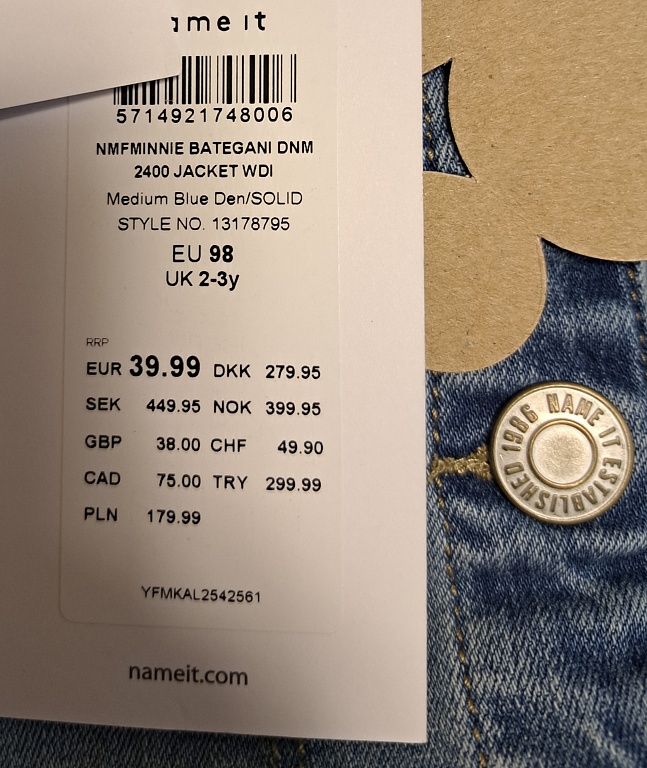 name it
5714921748006
NMFMINNIE BATEGANI DNM
2400 JACKET WDI
Medium Blue Den/SOLID
STYLE NO. 13178795
EU 98
UK 2-3y
RRP
EUR 39.99 DKK 279.95
SEK 449.95 NOK 399.95
GBP 38.00 CHF 49.90
CAD 75.00 TRY 299.99
PLN 179.99
YFMKAL2542561
nameit.com
NAME IT ESTABLISHED 1986